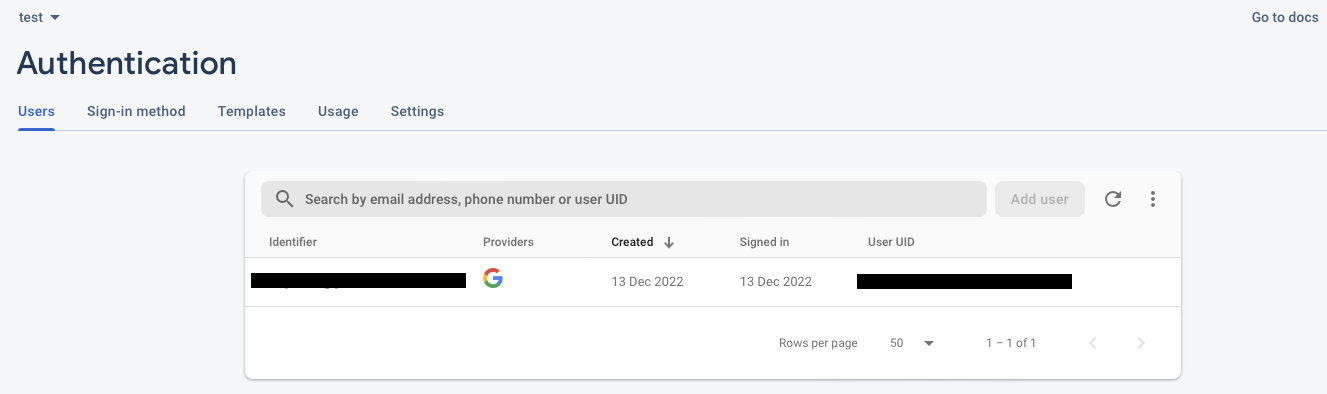 test
Go to docs
Authentication
Users Sign-in method Templates Usage Settings
Search by email address, phone number or user UID
Add user
Identifier Providers Created Signed in User UID
13 Dec 2022 13 Dec 2022
Rows per page 50 1 – 1 of 1